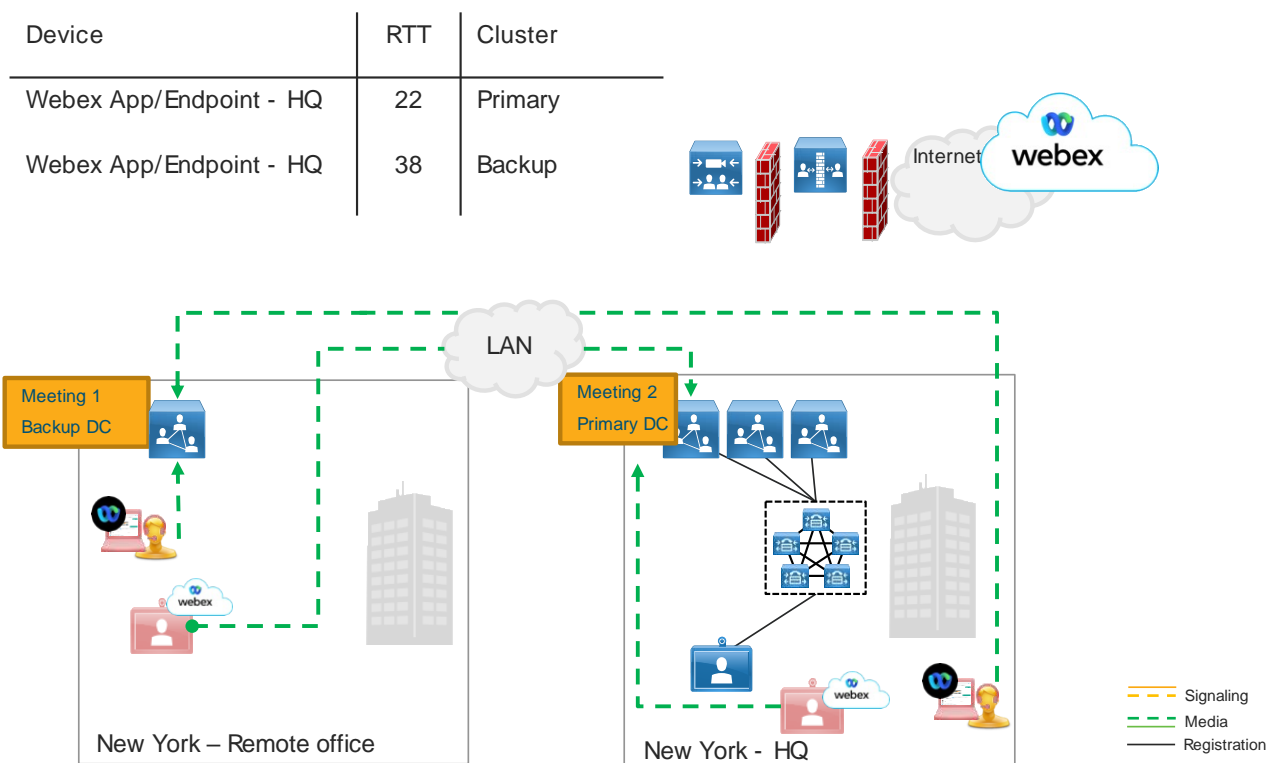 Device RTT Cluster
Webex App/Endpoint - HQ 22 Primary
Webex App/Endpoint - HQ 38 Backup
Internet
webex
LAN
Meeting 1
Backup DC
Meeting 2
Primary DC
webex
webex
New York – Remote office
New York - HQ
Signaling
Media
Registration